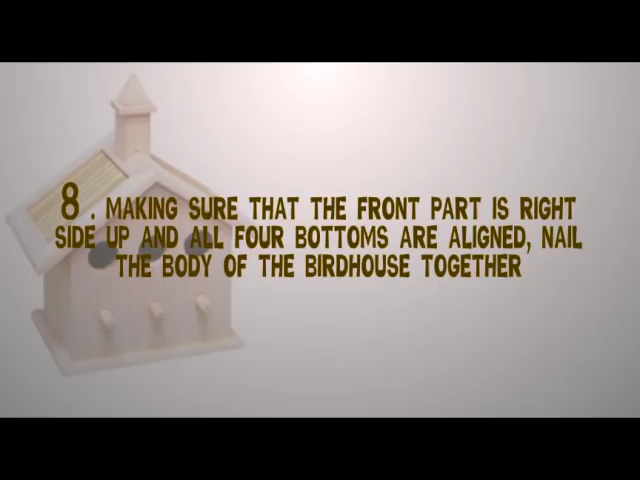 8 . MAKING SURE THAT THE FRONT PART IS RIGHT
SIDE UP AND ALL FOUR BOTTOMS ARE ALIGNED, NAIL
THE BODY OF THE BIRDHOUSE TOGETHER